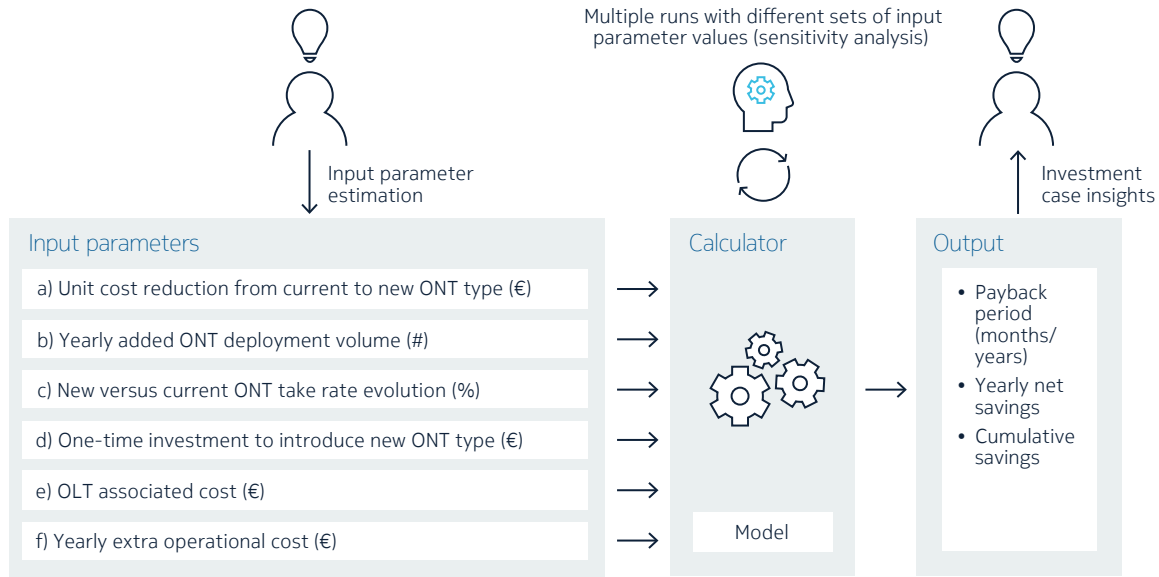 Multiple runs with different sets of input
parameter values (sensitivity analysis)
Input parameter
estimation
Investment
case insights
Input parameters
a) Unit cost reduction from current to new ONT type (€)
b) Yearly added ONT deployment volume (#)
c) New versus current ONT take rate evolution (%)
d) One-time investment to introduce new ONT type (€)
e) OLT associated cost (€)
f) Yearly extra operational cost (€)
Calculator
Model
Output
• Payback
period
(months/
years)
• Yearly net
savings
• Cumulative
savings